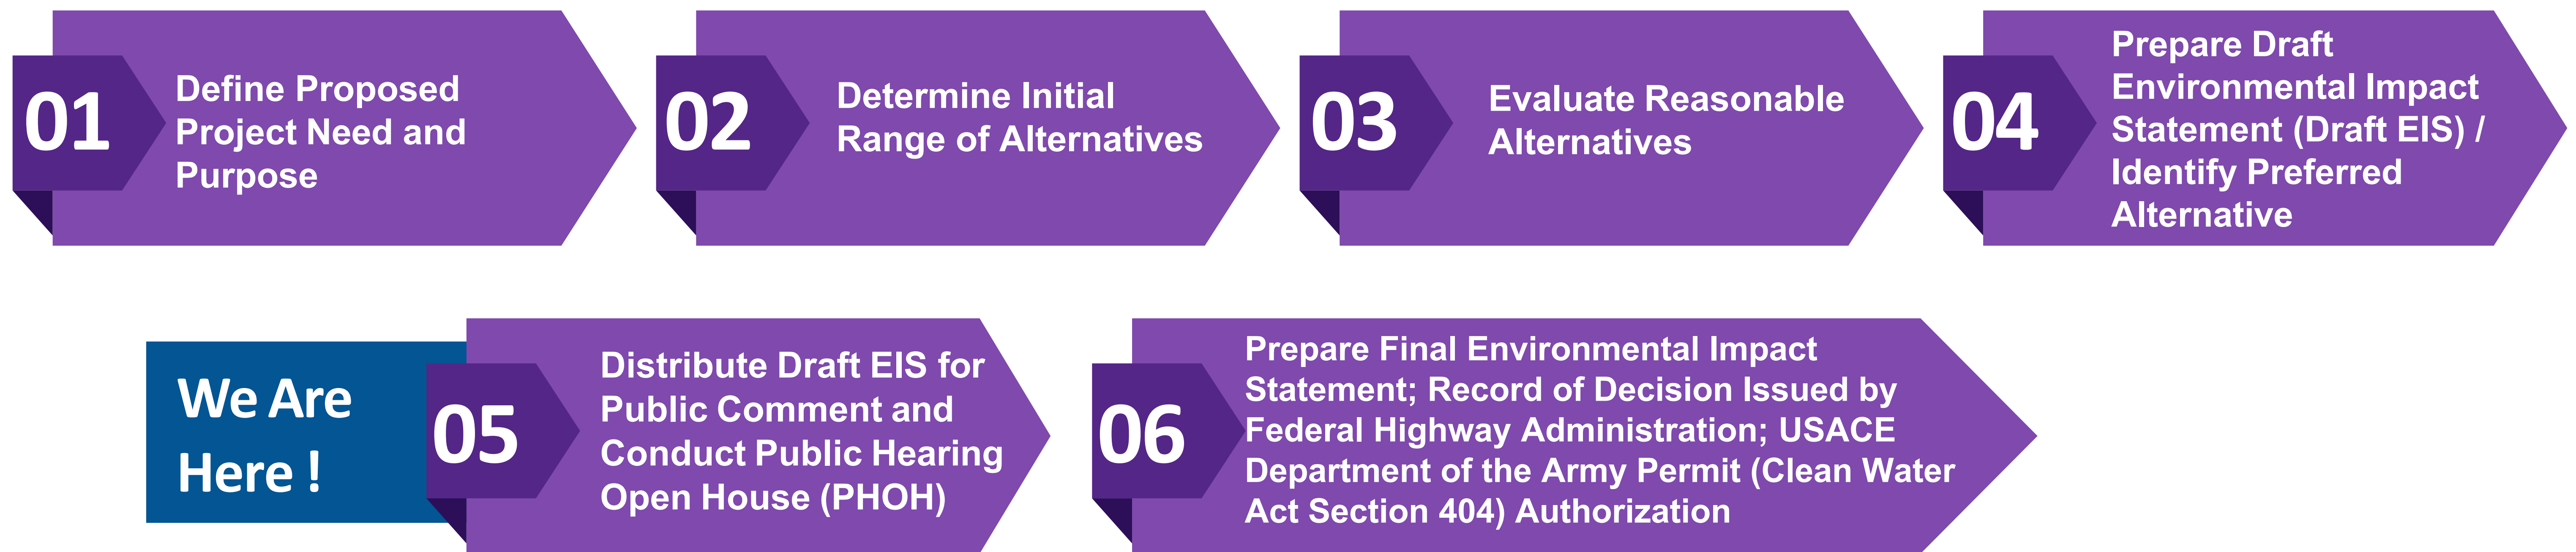 01
Define Proposed
Project Need and
Purpose
02
Determine Initial
Range of Alternatives
03
Evaluate Reasonable
Alternatives
04
Prepare Draft
Environmental Impact
Statement (Draft EIS) /
Identify Preferred
Alternative
We Are
Here !
05
Distribute Draft EIS for
Public Comment and
Conduct Public Hearing
Open House (PHOH)
06
Prepare Final Environmental Impact
Statement; Record of Decision Issued by
Federal Highway Administration; USACE
Department of the Army Permit (Clean Water
Act Section 404) Authorization